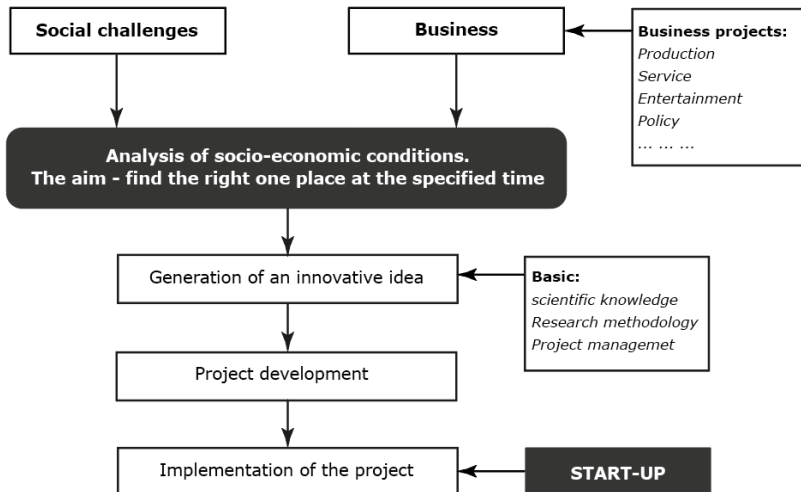 Social challenges
Business
Business projects:
Production
Service
Entertainment
Policy
... ... ...
Analysis of socio-economic conditions.
The aim - find the right one place at the specified time
Generation of an innovative idea
Basic:
scientific knowledge
Research methodology
Project managemet
Project development
Implementation of the project
START-UP